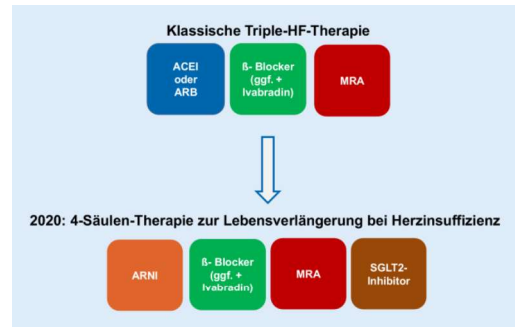 Klassische Triple-HF-Therapie
ACEI
oder
ARB
ß- Blocker
(ggf. +
Ivabradin)
MRA
2020: 4-Säulen-Therapie zur Lebensverlängerung bei Herzinsuffizienz
ARNI
ß- Blocker
(ggf. +
Ivabradin)
MRA
SGLT2-
Inhibitor